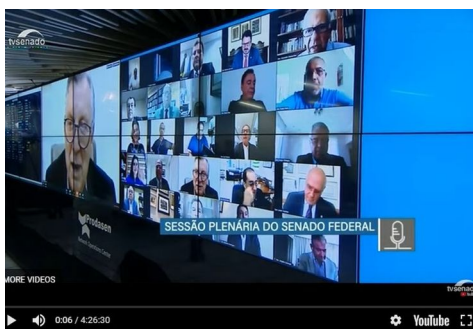 tvsenado
Prodasen
SESSÃO PLENÁRIA DO SENADO FEDERAL
MORE VIDEOS
tvsenado
0:06 / 4:26:30
YouTube